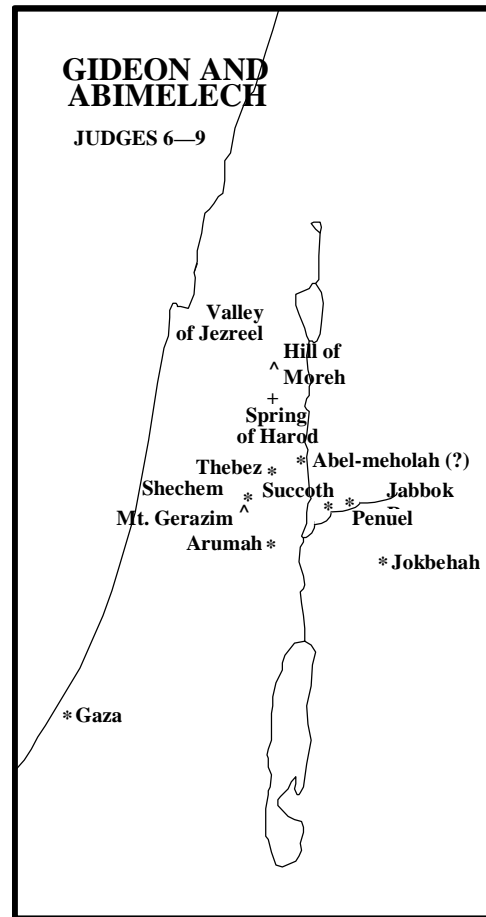 GIDEON AND
ABIMELECH
JUDGES 6—9
Valley
of Jezreel
Hill of
^
Moreh
+
Spring
of Harod
* Abel-meholah (?)
Thebez *
Shechem *
Succoth *
* Jabbok
Mt. Gerazim ^
Penuel
Arumah *
* Jokbehah
* Gaza